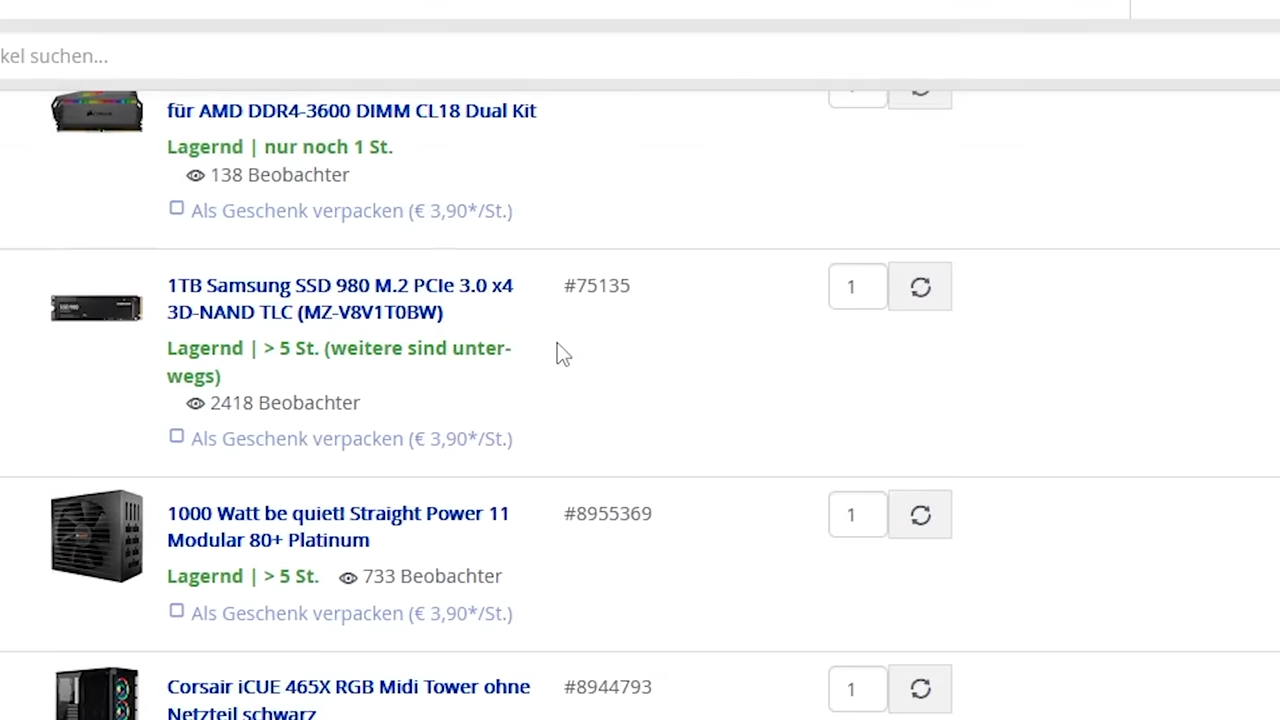 kel suchen...
für AMD DDR4-3600 DIMM CL18 Dual Kit
Lagernd | nur noch 1 St.
138 Beobachter
Als Geschenk verpacken (€ 3,90*/St.)
1TB Samsung SSD 980 M.2 PCIe 3.0 x4 #75135 1
3D-NAND TLC (MZ-V8V1T0BW)
Lagernd | > 5 St. (weitere sind unter-
wegs)
2418 Beobachter
Als Geschenk verpacken (€ 3,90*/St.)
1000 Watt be quiet! Straight Power 11 #8955369 1
Modular 80+ Platinum
Lagernd | > 5 St. 733 Beobachter
Als Geschenk verpacken (€ 3,90*/St.)
Corsair iCUE 465X RGB Midi Tower ohne #8944793 1
Netzteil schwarz